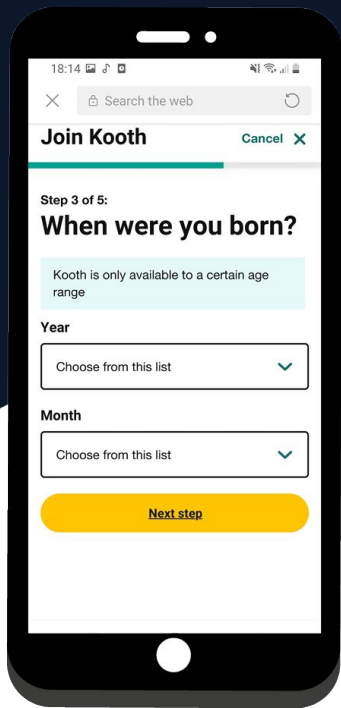 18:14
Search the web
Join Kooth
Cancel
Step 3 of 5:
When were you born?
Kooth is only available to a certain age
range
Year
Choose from this list
Month
Choose from this list
Next step